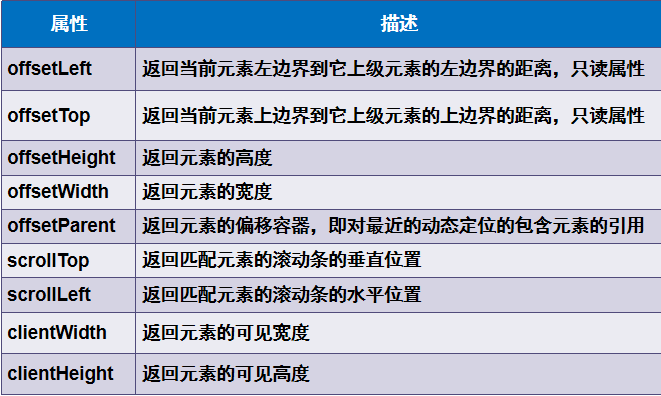 属性 描述
offsetLeft 返回当前元素左边界到它上级元素的左边界的距离，只读属性
offsetTop 返回当前元素上边界到它上级元素的上边界的距离，只读属性
offsetHeight 返回元素的高度
offsetWidth 返回元素的宽度
offsetParent 返回元素的偏移容器，即对最近的动态定位的包含元素的引用
scrollTop 返回匹配元素的滚动条的垂直位置
scrollLeft 返回匹配元素的滚动条的水平位置
clientWidth 返回元素的可见宽度
clientHeight 返回元素的可见高度